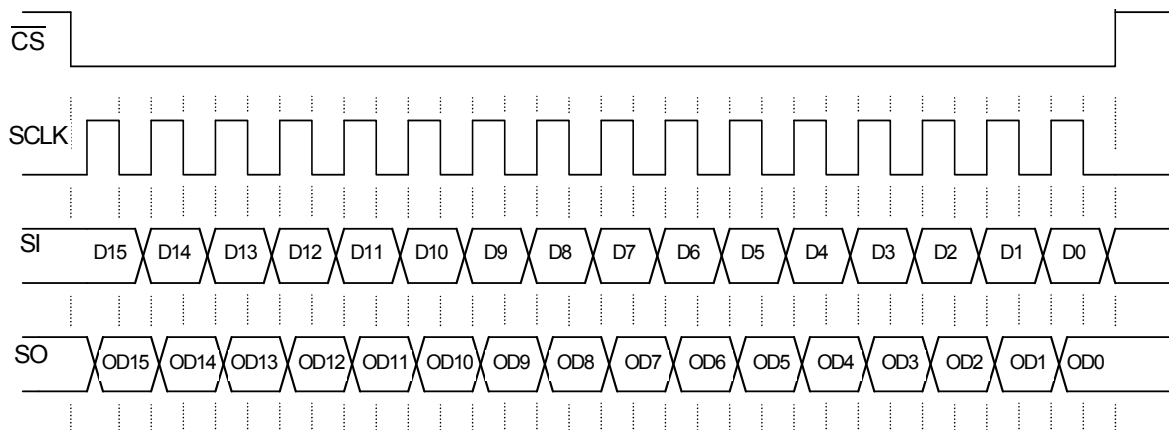 CS
SCLK
SI D15 D14 D13 D12 D11 D10 D9 D8 D7 D6 D5 D4 D3 D2 D1 D0
SO OD15 OD14 OD13 OD12 OD11 OD10 OD9 OD8 OD7 OD6 OD5 OD4 OD3 OD2 OD1 OD0